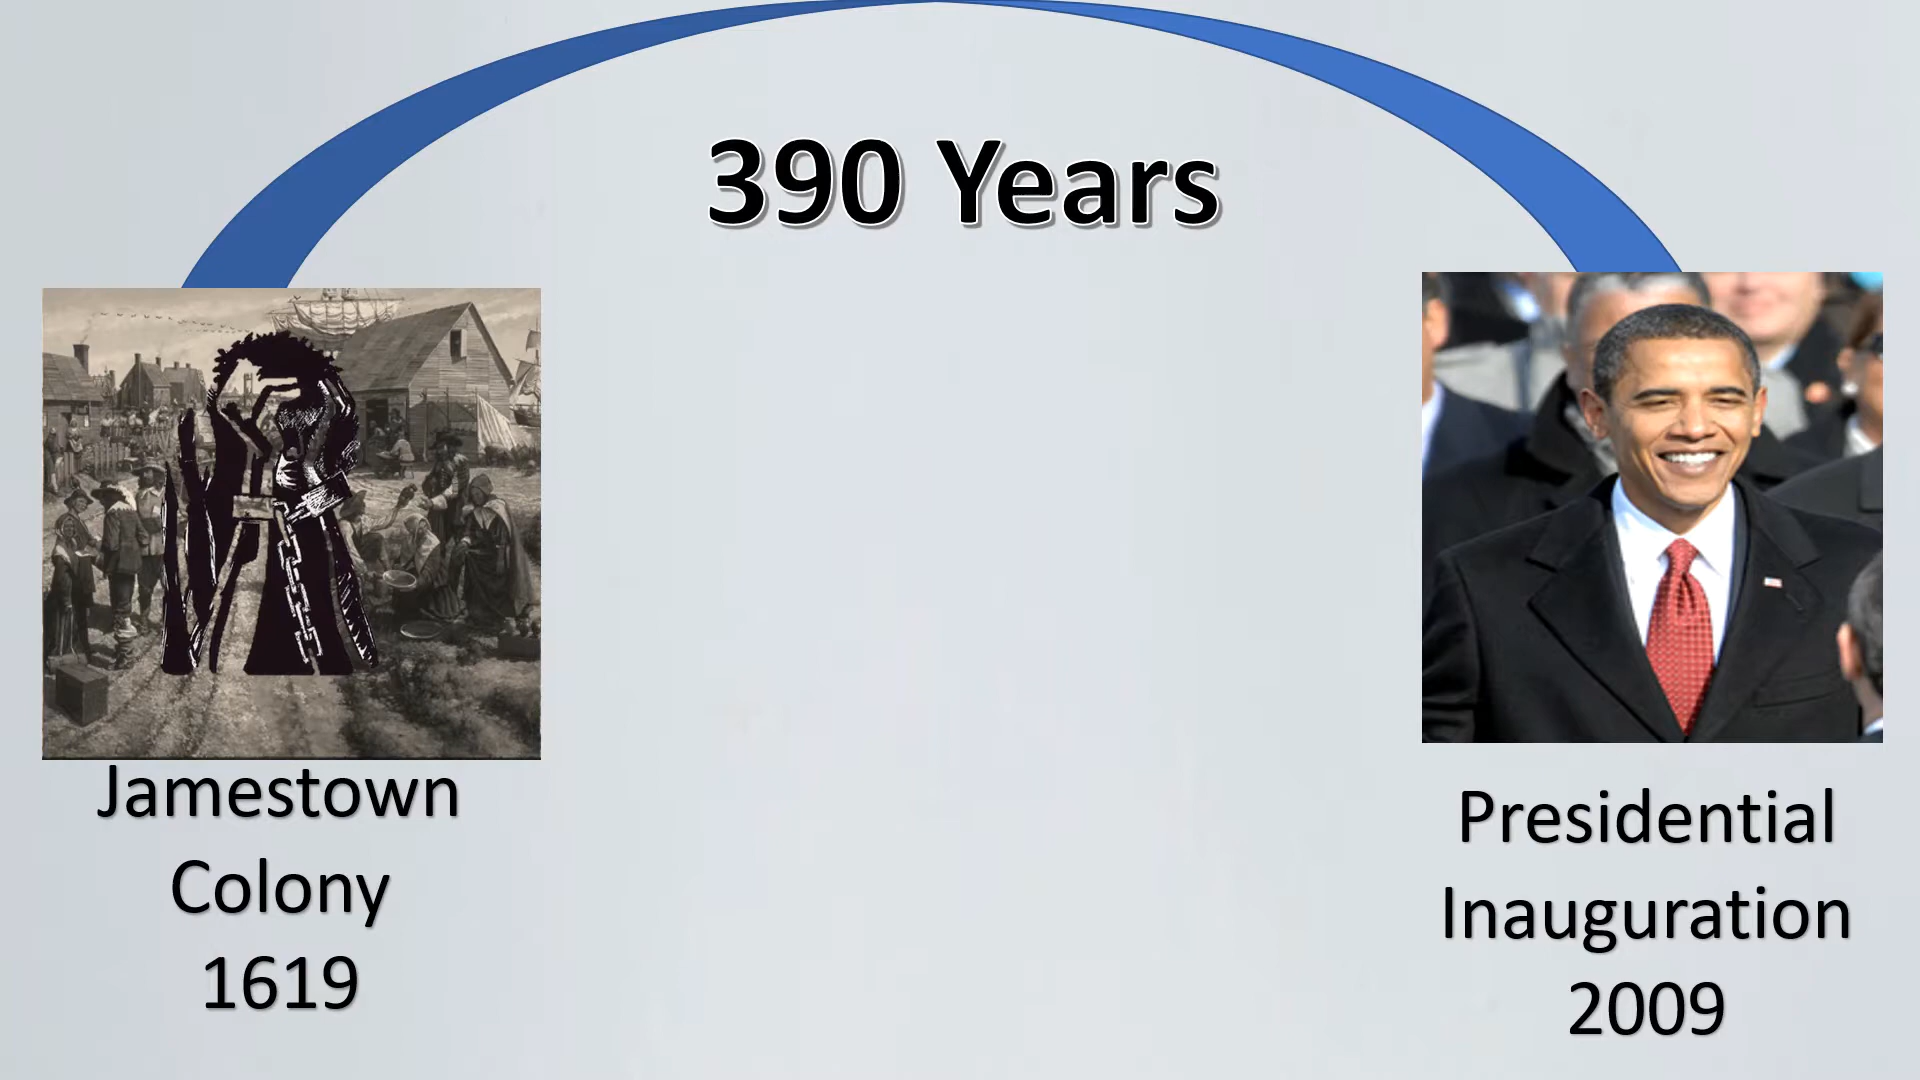 390 Years
Jamestown
Colony
1619
Presidential
Inauguration
2009